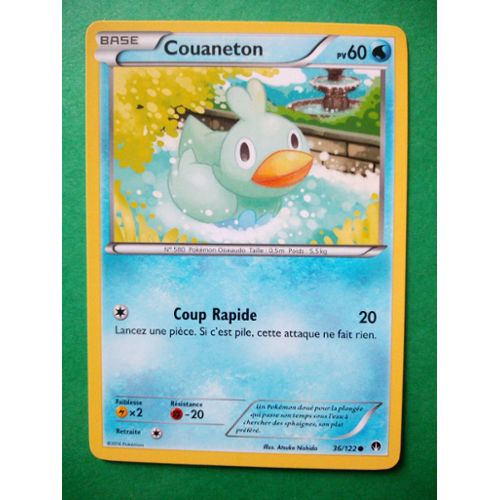 BASE Couaneton PV60
N° 580 Pokémon Oiseaudo Taille : 0,5m Poids : 5,5kg
Coup Rapide 20
Lancez une pièce. Si c'est pile, cette attaque ne fait rien.
Faiblesse Résistance
×2 -20
Retraite
Un Pokémon doué pour la plongée
qui passe son temps sous l'eau à
chercher des sphaignes, son plat
préféré.
©2016 Pokémon
Illus. Atsuko Nishida 36/122